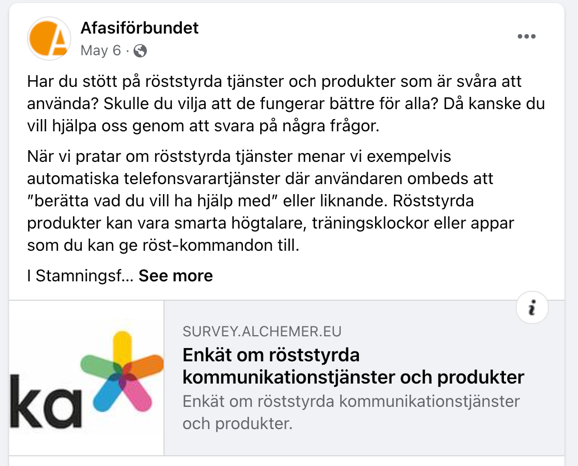 Afasiförbundet
May 6 ·
Har du stött på röststyrda tjänster och produkter som är svåra att
använda? Skulle du vilja att de fungerar bättre för alla? Då kanske du
vill hjälpa oss genom att svara på några frågor.
När vi pratar om röststyrda tjänster menar vi exempelvis
automatiska telefonsvarartjänster där användaren ombeds att
”berätta vad du vill ha hjälp med” eller liknande. Röststyrda
produkter kan vara smarta högtalare, träningsklockor eller appar
som du kan ge röst-kommandon till.
I Stamningsf... See more
i
ka
SURVEY.ALCHEMER.EU
Enkät om röststyrda
kommunikationstjänster och produkter
Enkät om röststyrda kommunikationstjänster
och produkter.